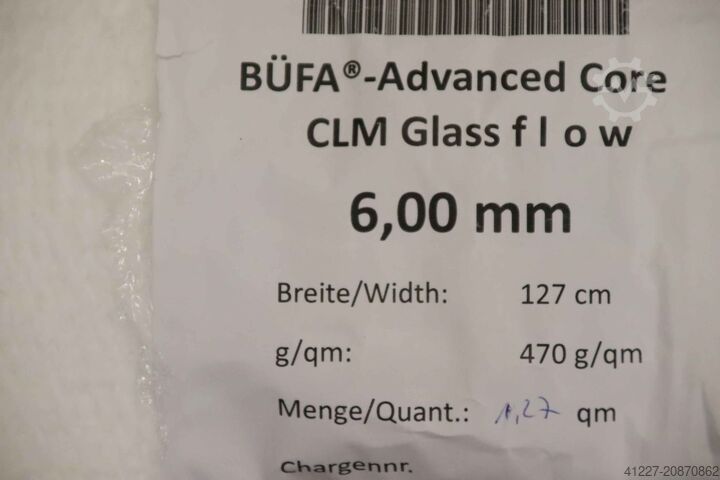 BÜFA®-Advanced Core
CLM Glass f l o w
6,00 mm
Breite/Width: 127 cm
g/qm: 470 g/qm
Menge/Quant.: 1,27 qm
Chargennr.
41227-20870862